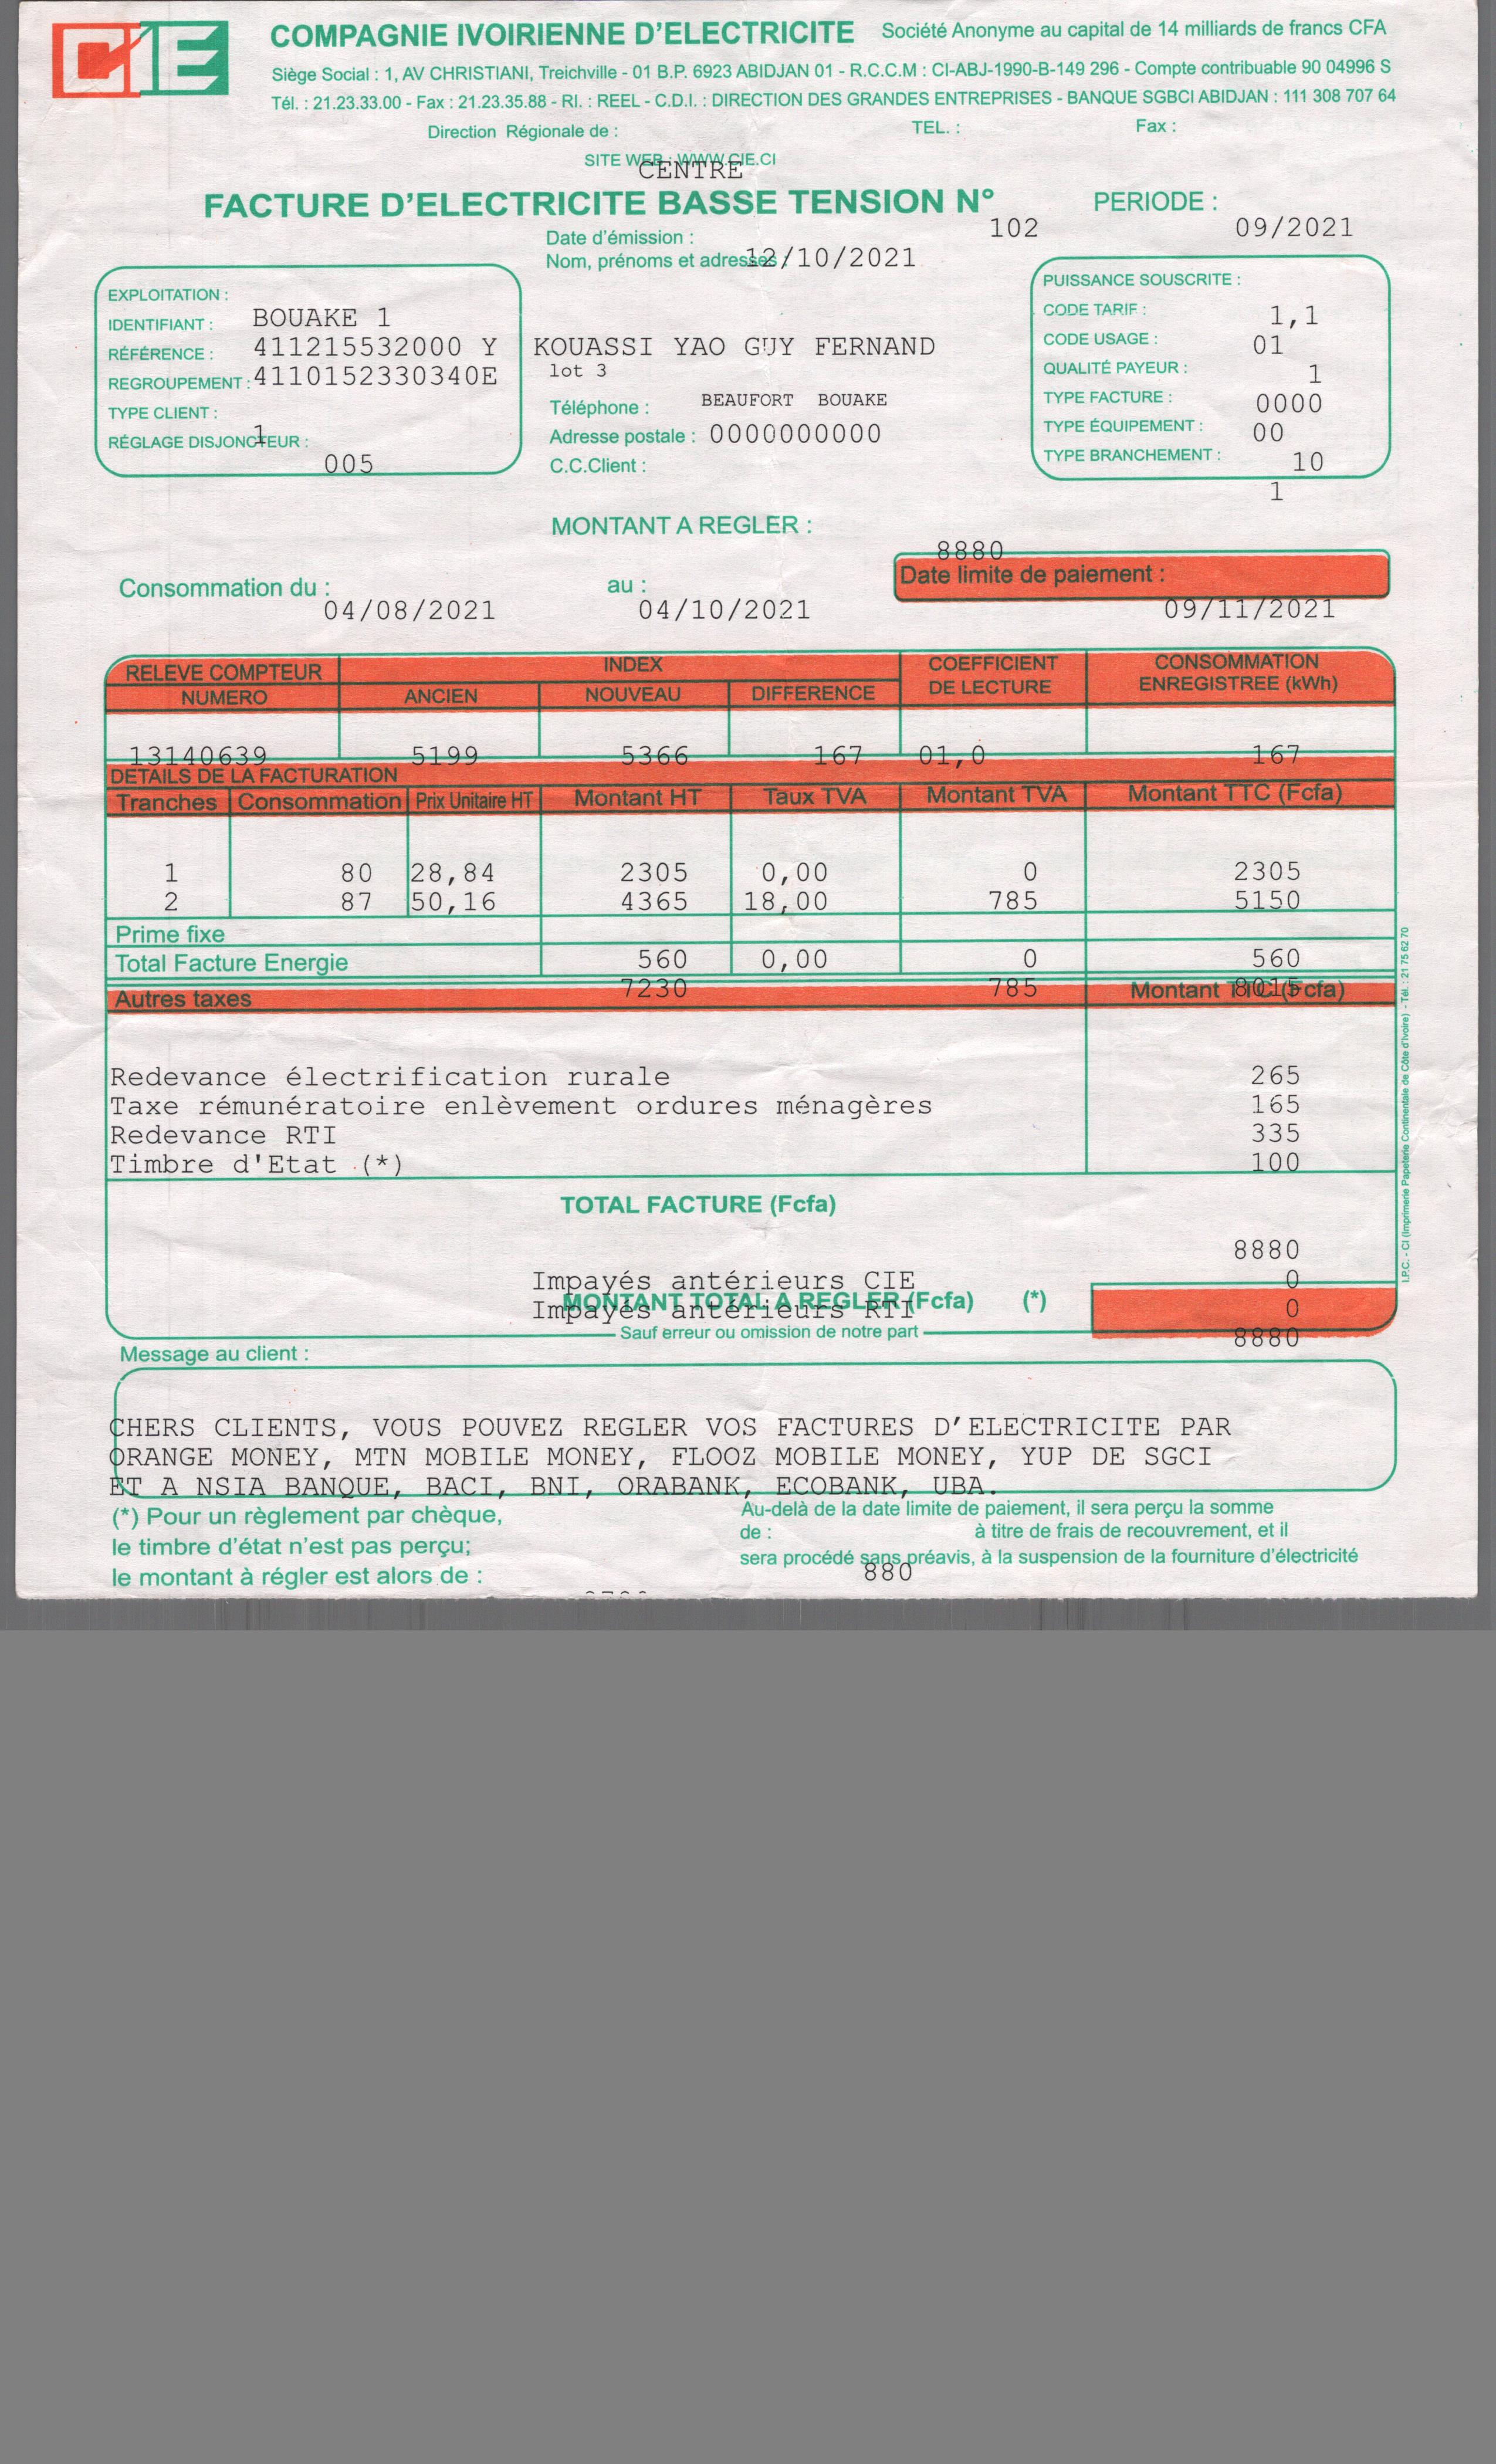 CIE
COMPAGNIE IVOIRIENNE D'ELECTRICITE Société Anonyme au capital de 14 milliards de francs CFA
Siège Social : 1, AV CHRISTIANI, Treichville - 01 B.P. 6923 ABIDJAN 01 - R.C.C.M : CI-ABJ-1990-B-149 296 - Compte contribuable 90 04996 S
Tél. : 21.23.33.00 - Fax : 21.23.35.88 - RI. : REEL - C.D.I. : DIRECTION DES GRANDES ENTREPRISES - BANQUE SGBCI ABIDJAN : 111 308 707 64
Direction Régionale de : TEL. : Fax :
SITE WEB : WWW.CIE.CI
CENTRE
FACTURE D'ELECTRICITE BASSE TENSION N° PERIODE :
102 09/2021
Date d'émission :
Nom, prénoms et adresses :
12/10/2021
EXPLOITATION :
BOUAKE 1
IDENTIFIANT :
411215532000 Y
RÉFÉRENCE :
4110152330340E
REGROUPEMENT :
TYPE CLIENT :
1
RÉGLAGE DISJONCTEUR :
005
KOUASSI YAO GUY FERNAND
lot 3
BEAUFORT BOUAKE
Téléphone :
Adresse postale : 0000000000
C.C.Client :
PUISSANCE SOUSCRITE :
1,1
CODE TARIF :
01
CODE USAGE :
1
QUALITÉ PAYEUR :
0000
TYPE FACTURE :
00
TYPE ÉQUIPEMENT :
10
TYPE BRANCHEMENT :
1
MONTANT A REGLER :
8880
Consommation du : au : Date limite de paiement :
04/08/2021 04/10/2021 09/11/2021
RELEVE COMPTEUR INDEX COEFFICIENT DE LECTURE CONSOMMATION ENREGISTREE (kWh)
NUMERO ANCIEN NOUVEAU DIFFERENCE
13140639 5199 5366 167 01,0 167
DETAILS DE LA FACTURATION
Tranches Consommation Prix Unitaire HT Montant HT Taux TVA Montant TVA Montant TTC (Fcfa)
1 80 28,84 2305 0,00 0 2305
2 87 50,16 4365 18,00 785 5150
Prime fixe
560 0,00 0 560
Total Facture Energie
7230 785 8015
Autres taxes Montant TTC (Fcfa)
Redevance électrification rurale 265
Taxe rémunératoire enlèvement ordures ménagères 165
Redevance RTI 335
Timbre d'Etat (*) 100
TOTAL FACTURE (Fcfa)
8880
Impayés antérieurs CIE 0
Impayés antérieurs RTI 0
MONTANT TOTAL A REGLER (Fcfa) (*)
8880
Sauf erreur ou omission de notre part
I.P.C. - CI (Imprimerie Papeterie Continentale de Côte d'Ivoire) - Tél. : 21 75 62 70
Message au client :
CHERS CLIENTS, VOUS POUVEZ REGLER VOS FACTURES D'ELECTRICITE PAR
ORANGE MONEY, MTN MOBILE MONEY, FLOOZ MOBILE MONEY, YUP DE SGCI
ET A NSIA BANQUE, BACI, BNI, ORABANK, ECOBANK, UBA.
(*) Pour un règlement par chèque,
le timbre d'état n'est pas perçu;
le montant à régler est alors de :
Au-delà de la date limite de paiement, il sera perçu la somme
de : à titre de frais de recouvrement, et il
sera procédé sans préavis, à la suspension de la fourniture d'électricité
880